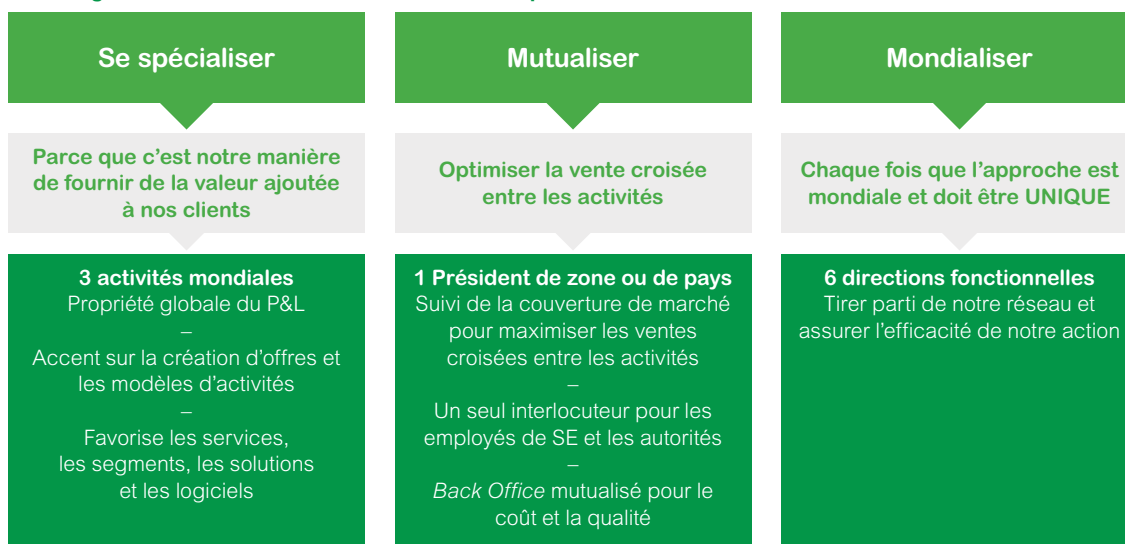 Se spécialiser
Parce que c’est notre manière
de fournir de la valeur ajoutée
à nos clients
3 activités mondiales
Propriété globale du P&L
–
Accent sur la création d’offres et
les modèles d’activités
–
Favorise les services,
les segments, les solutions
et les logiciels
Mutualiser
Optimiser la vente croisée
entre les activités
1 Président de zone ou de pays
Suivi de la couverture de marché
pour maximiser les ventes
croisées entre les activités
–
Un seul interlocuteur pour les
employés de SE et les autorités
–
Back Office mutualisé pour le
coût et la qualité
Mondialiser
Chaque fois que l’approche est
mondiale et doit être UNIQUE
6 directions fonctionnelles
Tirer parti de notre réseau et
assurer l’efficacité de notre action